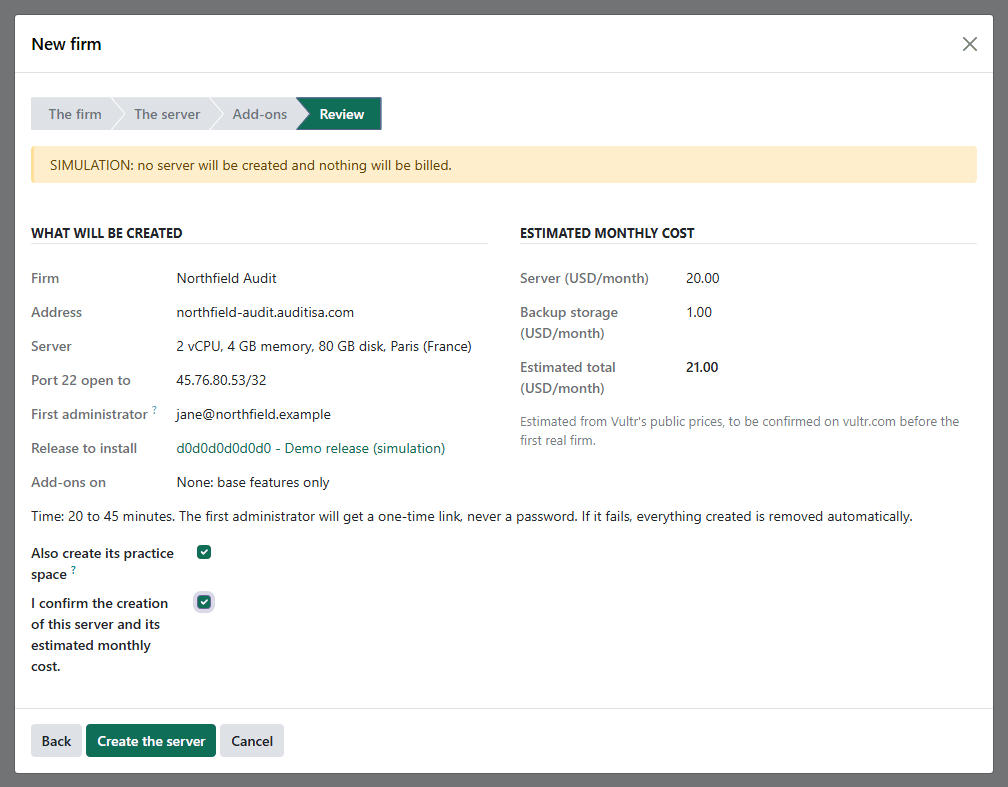 New firm
The firm
The server
Add-ons
Review
SIMULATION: no server will be created and nothing will be billed.
WHAT WILL BE CREATED
Firm Northfield Audit
Address northfield-audit.auditisa.com
Server 2 vCPU, 4 GB memory, 80 GB disk, Paris (France)
Port 22 open to 45.76.80.53/32
First administrator ? jane@northfield.example
Release to install d0d0d0d0d0d0 - Demo release (simulation)
Add-ons on None: base features only
ESTIMATED MONTHLY COST
Server (USD/month) 20.00
Backup storage 1.00
(USD/month)
Estimated total 21.00
(USD/month)
Estimated from Vultr's public prices, to be confirmed on vultr.com before the
first real firm.
Time: 20 to 45 minutes. The first administrator will get a one-time link, never a password. If it fails, everything created is removed automatically.
Also create its practice
space ?
I confirm the creation
of this server and its
estimated monthly
cost.
Back
Create the server
Cancel